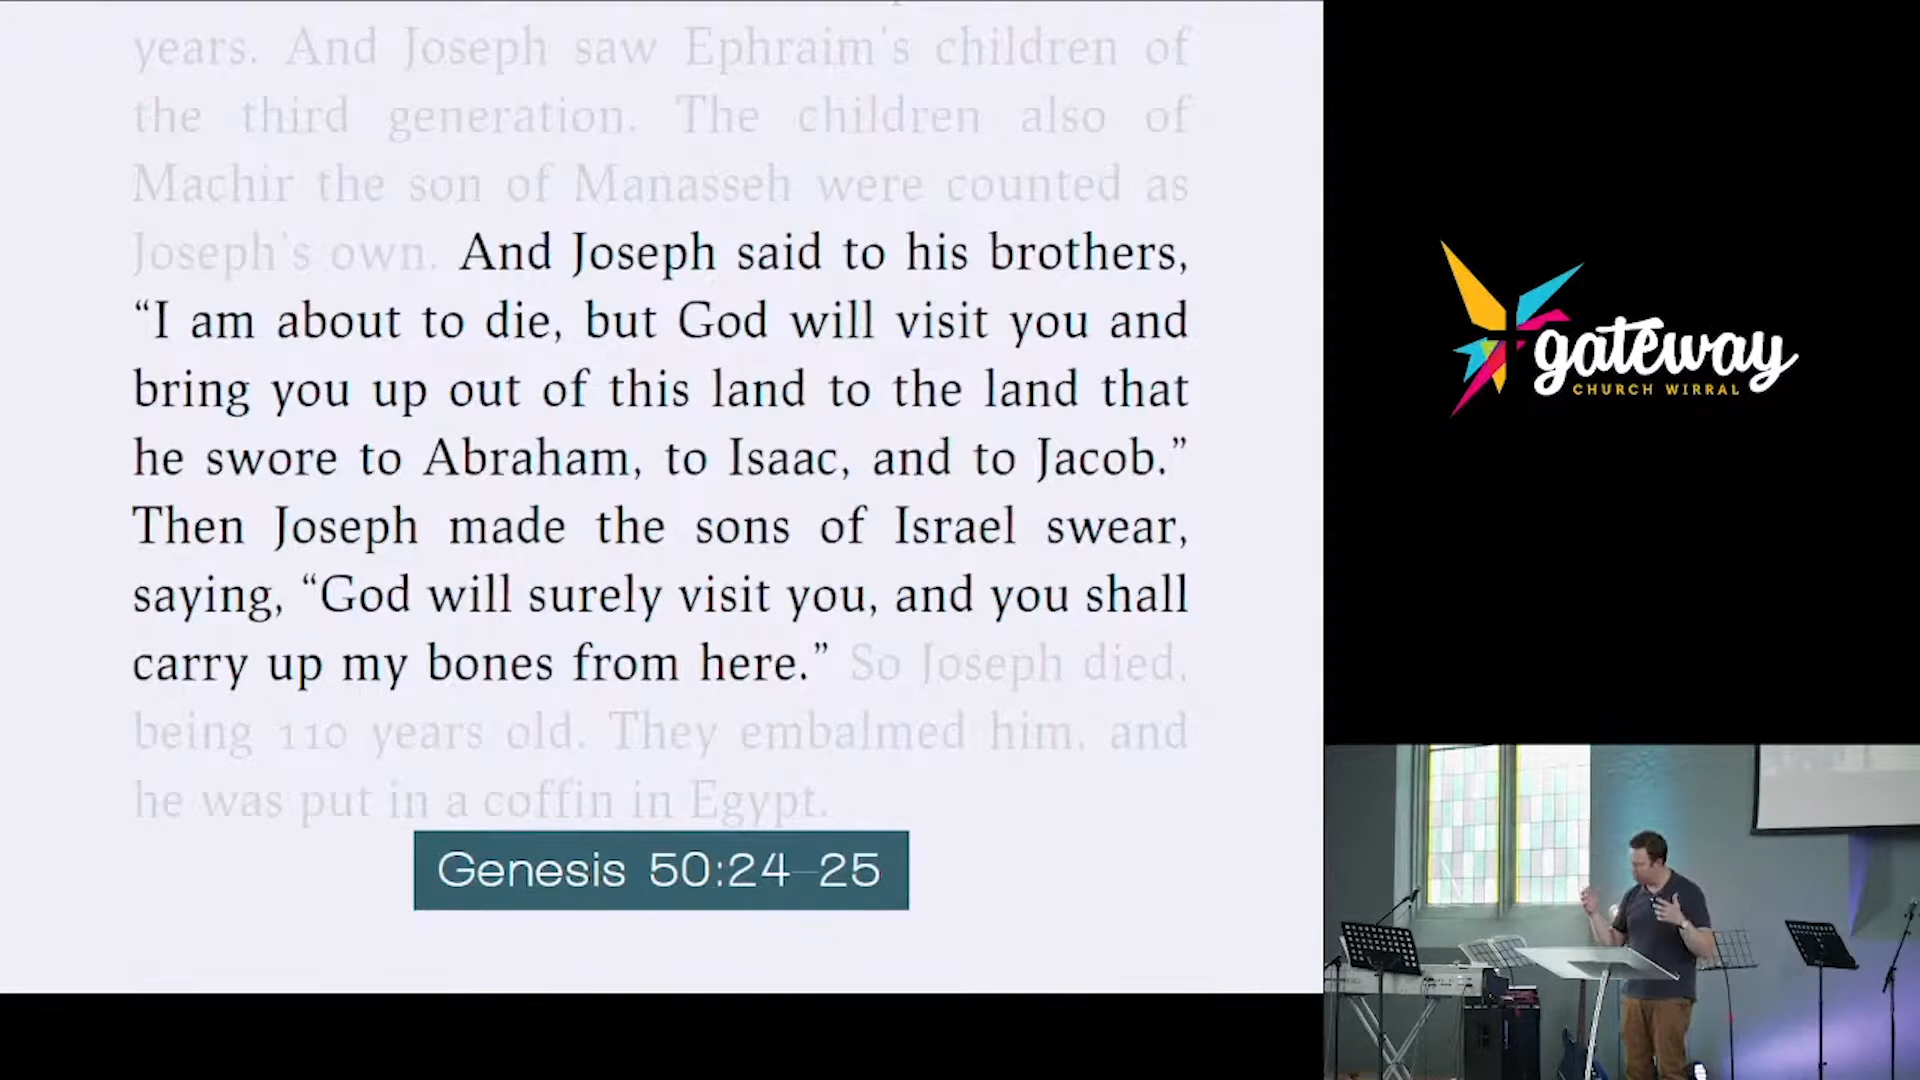 years. And Joseph saw Ephraim's children of
the third generation. The children also of
Machir the son of Manasseh were counted as
Joseph's own. And Joseph said to his brothers,
“I am about to die, but God will visit you and
bring you up out of this land to the land that
he swore to Abraham, to Isaac, and to Jacob.”
Then Joseph made the sons of Israel swear,
saying, “God will surely visit you, and you shall
carry up my bones from here.” So Joseph died,
being 110 years old. They embalmed him, and
he was put in a coffin in Egypt.
Genesis 50:24–25
gateway
CHURCH WIRRAL